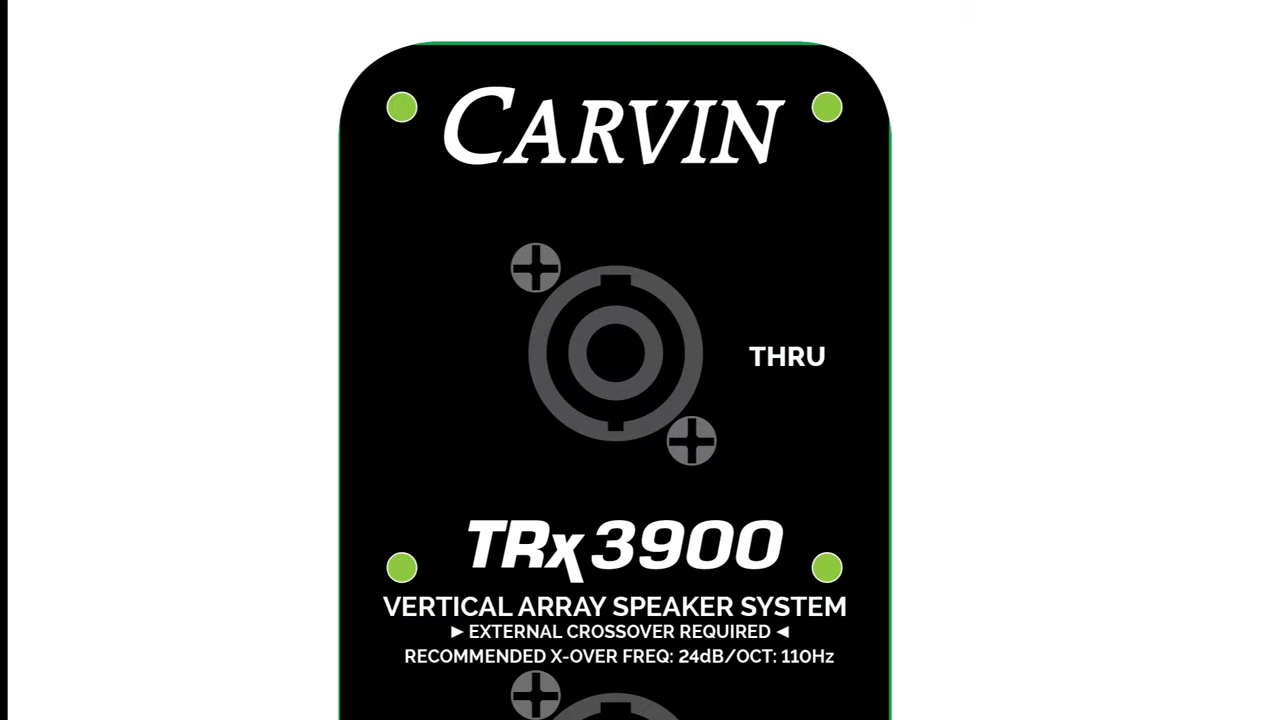 CARVIN
THRU
TRx3900
VERTICAL ARRAY SPEAKER SYSTEM
►EXTERNAL CROSSOVER REQUIRED◄
RECOMMENDED X-OVER FREQ: 24dB/OCT: 110Hz